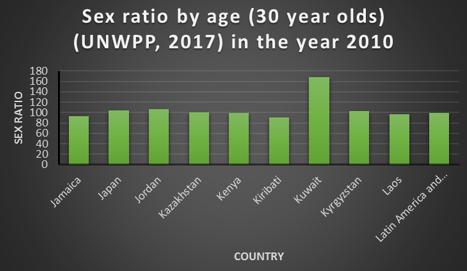 Sex ratio by age (30 year olds)
(UNWPP, 2017) in the year 2010
SEX RATIO
180
160
140
120
100
80
60
40
20
0
Jamaica
Japan
Jordan
Kazakhstan
Kenya
Kiribati
Kuwait
Kyrgyzstan
Laos
Latin America and...
COUNTRY